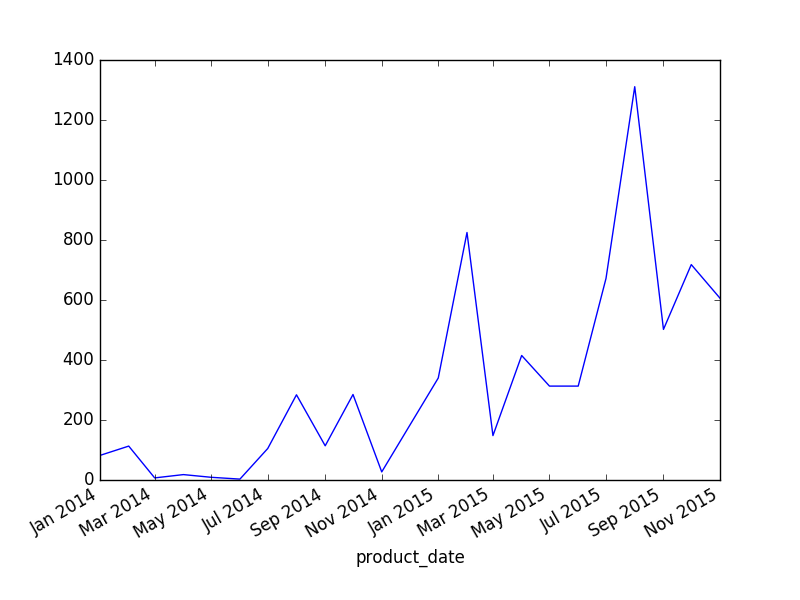 1400
1200
1000
800
600
400
200
0
Jan 2014
Mar 2014
May 2014
Jul 2014
Sep 2014
Nov 2014
Jan 2015
Mar 2015
May 2015
Jul 2015
Sep 2015
Nov 2015
product_date